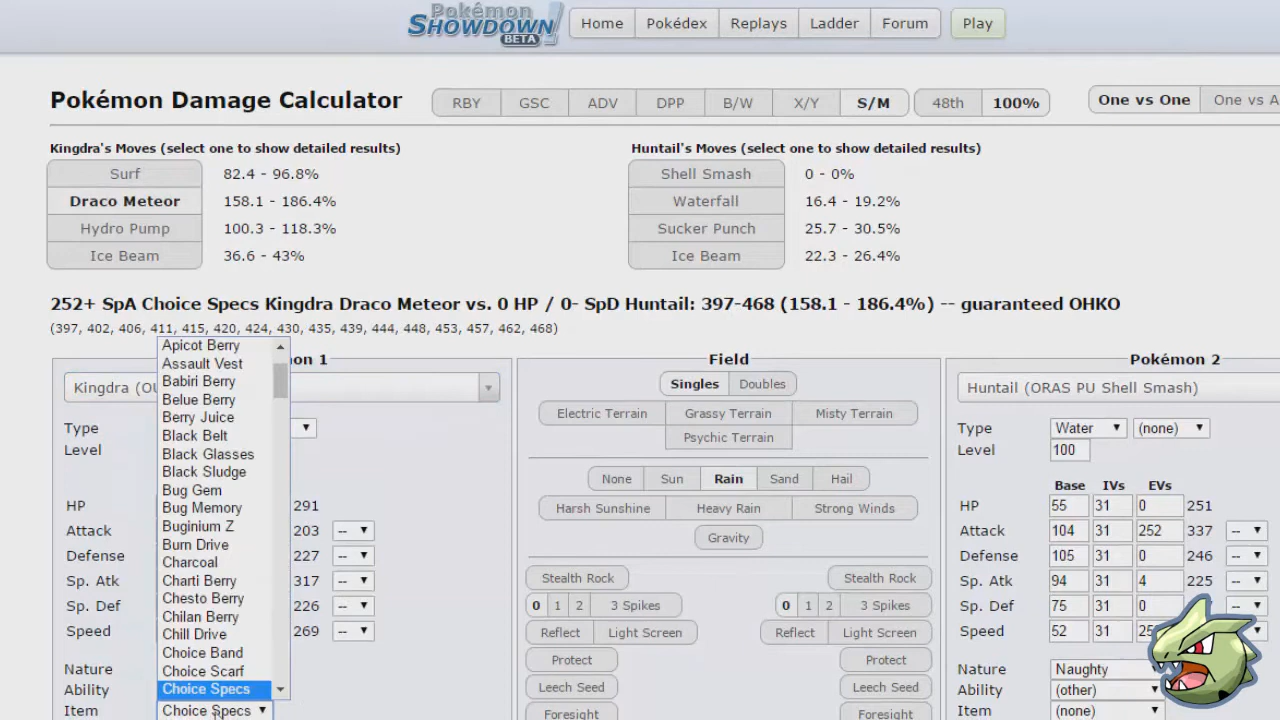 Pokémon
SHOWDOWN!
BETA
Home Pokédex Replays Ladder Forum Play
Pokémon Damage Calculator RBY GSC ADV DPP B/W X/Y S/M 48th 100% One vs One One vs A
Kingdra's Moves (select one to show detailed results) Huntail's Moves (select one to show detailed results)
Surf 82.4 - 96.8% Shell Smash 0 - 0%
Draco Meteor 158.1 - 186.4% Waterfall 16.4 - 19.2%
Hydro Pump 100.3 - 118.3% Sucker Punch 25.7 - 30.5%
Ice Beam 36.6 - 43% Ice Beam 22.3 - 26.4%
252+ SpA Choice Specs Kingdra Draco Meteor vs. 0 HP / 0- SpD Huntail: 397-468 (158.1 - 186.4%) -- guaranteed OHKO
(397, 402, 406, 411, 415, 420, 424, 430, 435, 439, 444, 448, 453, 457, 462, 468)
mon 1
Kingdra (OU
Type
Level
HP 291
Attack 203 --
Defense 227 --
Sp. Atk 317 --
Sp. Def 226 --
Speed 269 --
Nature
Ability
Item Choice Specs
Apicot Berry
Assault Vest
Babiri Berry
Belue Berry
Berry Juice
Black Belt
Black Glasses
Black Sludge
Bug Gem
Bug Memory
Buginium Z
Burn Drive
Charcoal
Charti Berry
Chesto Berry
Chilan Berry
Chill Drive
Choice Band
Choice Scarf
Choice Specs
Field
Singles Doubles
Electric Terrain Grassy Terrain Misty Terrain
Psychic Terrain
None Sun Rain Sand Hail
Harsh Sunshine Heavy Rain Strong Winds
Gravity
Stealth Rock Stealth Rock
0 1 2 3 Spikes 0 1 2 3 Spikes
Reflect Light Screen Reflect Light Screen
Protect Protect
Leech Seed Leech Seed
Foresight Foresight
Pokémon 2
Huntail (ORAS PU Shell Smash)
Type Water (none)
Level 100
Base IVs EVs
HP 55 31 0 251
Attack 104 31 252 337 --
Defense 105 31 0 246 --
Sp. Atk 94 31 4 225 --
Sp. Def 75 31 0
Speed 52 31 25
Nature Naughty
Ability (other)
Item (none)